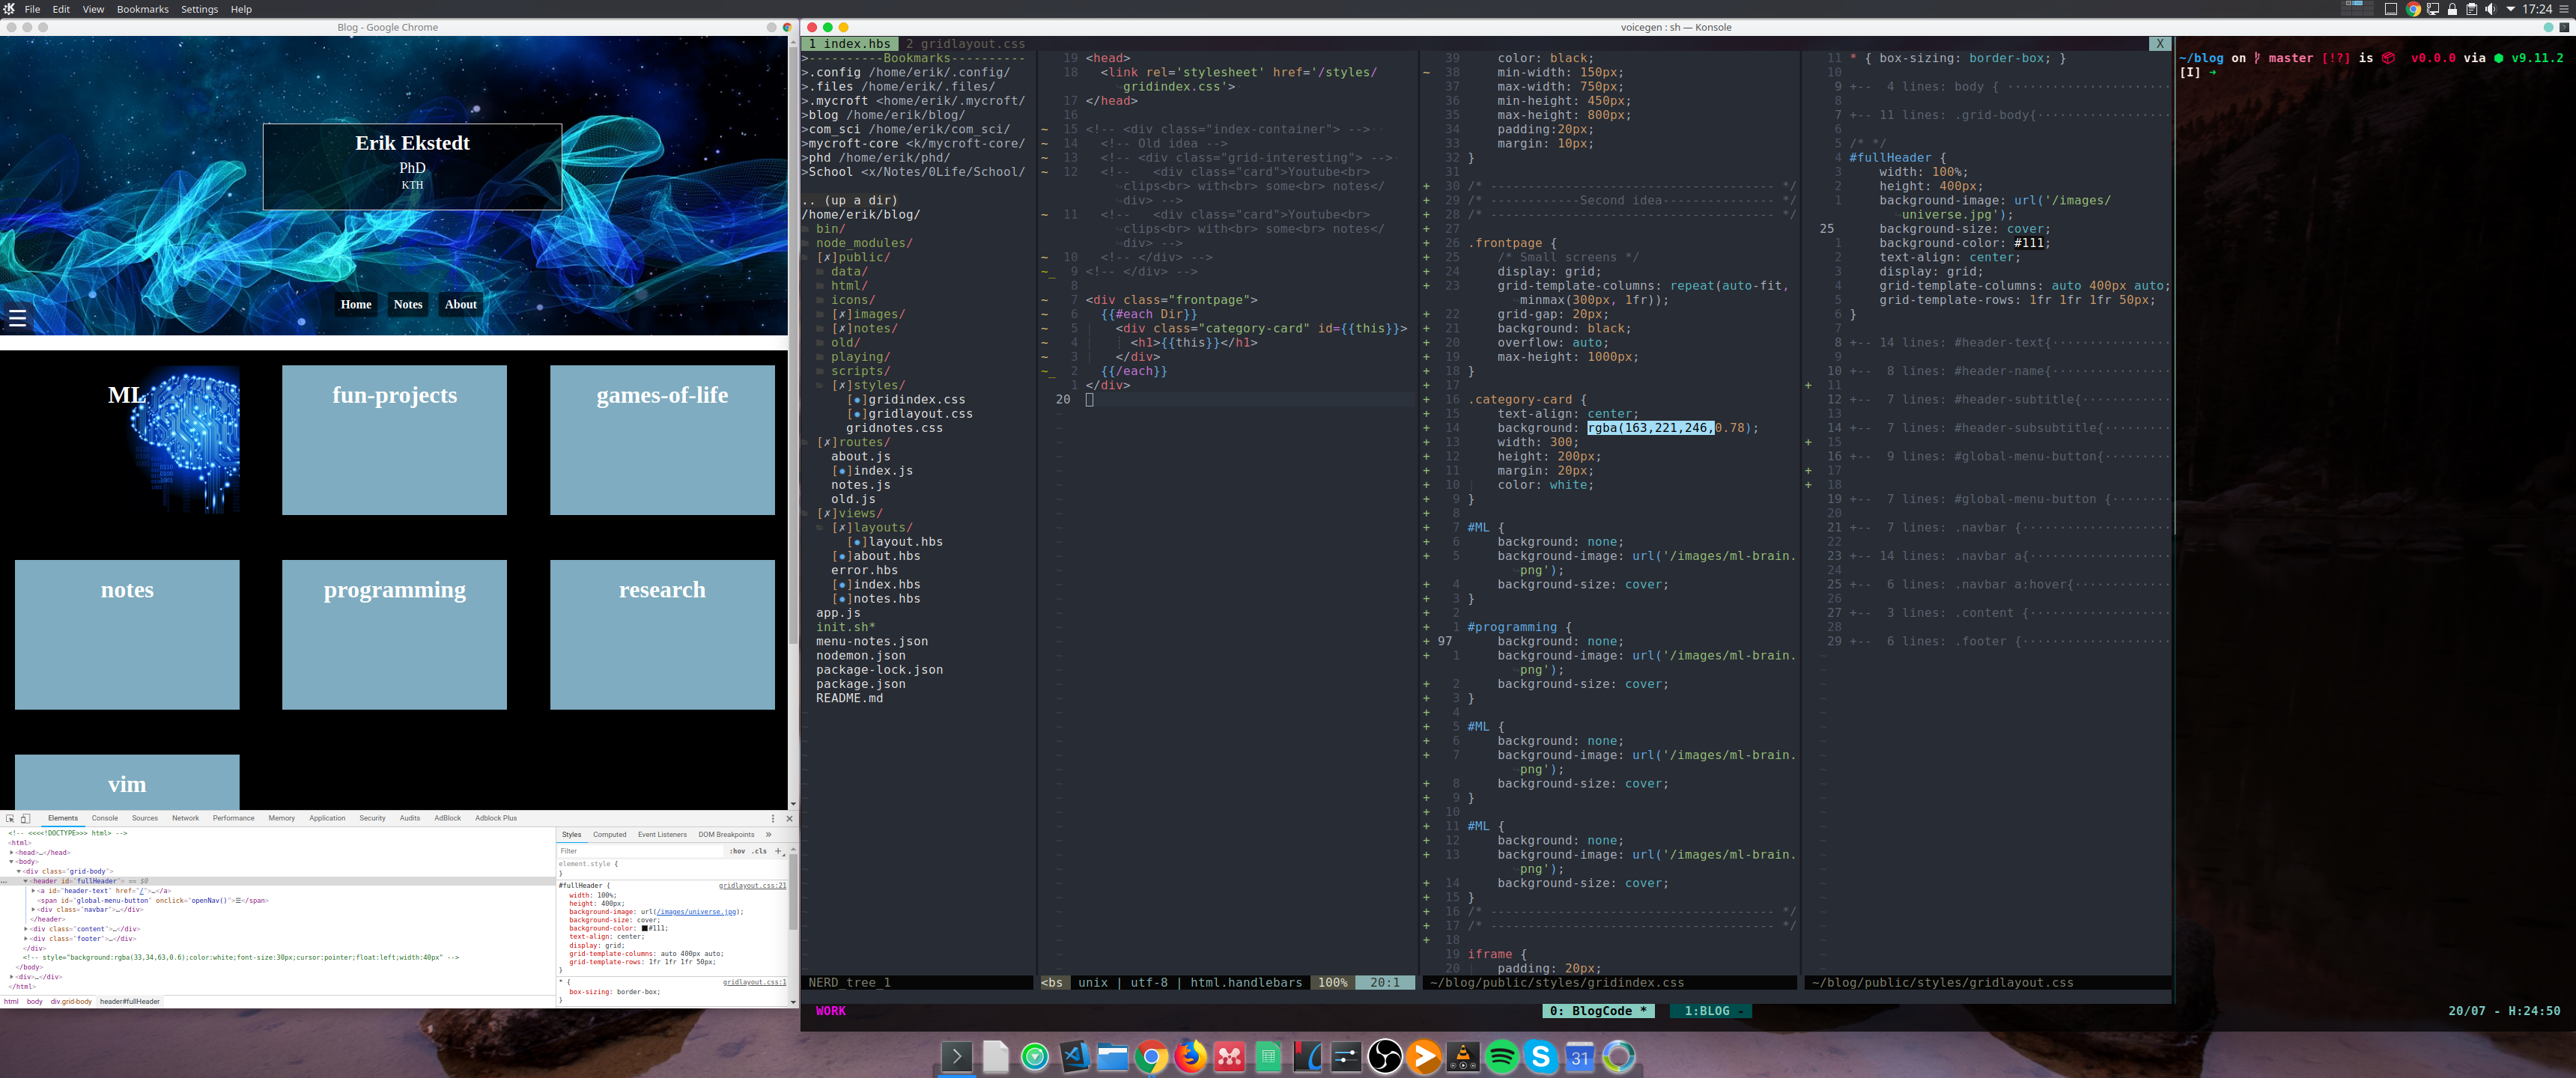 File Edit View Bookmarks Settings Help
17:24
Blog - Google Chrome
Erik Ekstedt
PhD
KTH
Home Notes About
☰
ML
fun-projects
games-of-life
notes
programming
research
vim
Elements Console Sources Network Performance Memory Application Security Audits AdBlock Adblock Plus
<!-- <<<<!DOCTYPE>>> html> -->
<html>
<head>…</head>
<body>
<div class="grid-body">
<header id="fullHeader"> == $0
<a id="header-text" href="/">…</a>
<span id="global-menu-button" onclick="openNav()">☰</span>
<div class="navbar">…</div>
</header>
<div class="content">…</div>
<div class="footer">…</div>
</div>
<!-- style="background:rgba(33,34,63,0.6);color:white;font-size:30px;cursor:pointer;float:left;width:40px" -->
</body>
<div>…</div>
</html>
html body div.grid-body header#fullHeader
Styles Computed Event Listeners DOM Breakpoints »
Filter :hov .cls +
element.style {
}
#fullHeader { gridlayout.css:21
width: 100%;
height: 400px;
background-image: url(/images/universe.jpg);
background-size: cover;
background-color: #111;
text-align: center;
display: grid;
grid-template-columns: auto 400px auto;
grid-template-rows: 1fr 1fr 1fr 50px;
}
* { gridlayout.css:1
box-sizing: border-box;
}
voicegen : sh — Konsole
1 index.hbs 2 gridlayout.css X
>----------Bookmarks----------
>.config /home/erik/.config/
>.files /home/erik/.files/
>.mycroft <home/erik/.mycroft/
>blog /home/erik/blog/
>com_sci /home/erik/com_sci/
>mycroft-core <k/mycroft-core/
>phd /home/erik/phd/
>School <x/Notes/0Life/School/
.. (up a dir)
/home/erik/blog/
bin/
node_modules/
[✗]public/
data/
html/
icons/
[✗]images/
[✗]notes/
old/
playing/
scripts/
[✗]styles/
[✹]gridindex.css
[✹]gridlayout.css
gridnotes.css
[✗]routes/
about.js
[✹]index.js
notes.js
old.js
[✗]views/
[✗]layouts/
[✹]layout.hbs
[✹]about.hbs
error.hbs
[✹]index.hbs
[✹]notes.hbs
app.js
init.sh*
menu-notes.json
nodemon.json
package-lock.json
package.json
README.md
NERD_tree_1
19 <head>
18 <link rel='stylesheet' href='/styles/
gridindex.css'>
17 </head>
16
~ 15 <!-- <div class="index-container"> -->
~ 14 <!-- Old idea -->
~ 13 <!-- <div class="grid-interesting"> -->
~ 12 <!-- <div class="card">Youtube<br>
clips<br> with<br> some<br> notes</
div> -->
~ 11 <!-- <div class="card">Youtube<br>
clips<br> with<br> some<br> notes</
div> -->
~ 10 <!-- </div> -->
~_ 9 <!-- </div> -->
8
~ 7 <div class="frontpage">
~ 6 {{#each Dir}}
~ 5 <div class="category-card" id={{this}}>
~ 4 <h1>{{this}}</h1>
~ 3 </div>
~_ 2 {{/each}}
1 </div>
20
<bs unix | utf-8 | html.handlebars 100% 20:1
39 color: black;
~ 38 min-width: 150px;
37 max-width: 750px;
36 min-height: 450px;
35 max-height: 800px;
34 padding:20px;
33 margin: 10px;
32 }
31
+ 30 /* -------------------------------------- */
+ 29 /* ------------Second idea--------------- */
+ 28 /* -------------------------------------- */
+ 27
+ 26 .frontpage {
+ 25 /* Small screens */
+ 24 display: grid;
+ 23 grid-template-columns: repeat(auto-fit,
minmax(300px, 1fr));
+ 22 grid-gap: 20px;
+ 21 background: black;
+ 20 overflow: auto;
+ 19 max-height: 1000px;
+ 18 }
+ 17
+ 16 .category-card {
+ 15 text-align: center;
+ 14 background: rgba(163,221,246,0.78);
+ 13 width: 300;
+ 12 height: 200px;
+ 11 margin: 20px;
+ 10 color: white;
+ 9 }
+ 8
+ 7 #ML {
+ 6 background: none;
+ 5 background-image: url('/images/ml-brain.
png');
+ 4 background-size: cover;
+ 3 }
+ 2
+ 1 #programming {
+ 97 background: none;
+ 1 background-image: url('/images/ml-brain.
png');
+ 2 background-size: cover;
+ 3 }
+ 4
+ 5 #ML {
+ 6 background: none;
+ 7 background-image: url('/images/ml-brain.
png');
+ 8 background-size: cover;
+ 9 }
+ 10
+ 11 #ML {
+ 12 background: none;
+ 13 background-image: url('/images/ml-brain.
png');
+ 14 background-size: cover;
+ 15 }
+ 16 /* -------------------------------------- */
+ 17 /* -------------------------------------- */
+ 18
19 iframe {
20 padding: 20px;
~/blog/public/styles/gridindex.css
11 * { box-sizing: border-box; }
10
9 +-- 4 lines: body {
8
7 +-- 11 lines: .grid-body{
6
5 /* */
4 #fullHeader {
3 width: 100%;
2 height: 400px;
1 background-image: url('/images/
universe.jpg');
25 background-size: cover;
1 background-color: #111;
2 text-align: center;
3 display: grid;
4 grid-template-columns: auto 400px auto;
5 grid-template-rows: 1fr 1fr 1fr 50px;
6 }
7
8 +-- 14 lines: #header-text{
9
10 +-- 8 lines: #header-name{
+ 11
12 +-- 7 lines: #header-subtitle{
13
14 +-- 7 lines: #header-subsubtitle{
+ 15
16 +-- 9 lines: #global-menu-button{
+ 17
+ 18
19 +-- 7 lines: #global-menu-button {
20
21 +-- 7 lines: .navbar {
22
23 +-- 14 lines: .navbar a{
24
25 +-- 6 lines: .navbar a:hover{
26
27 +-- 3 lines: .content {
28
29 +-- 6 lines: .footer {
~/blog/public/styles/gridlayout.css
~/blog on master [!?] is v0.0.0 via ⬢ v9.11.2
[I] ➜
WORK
0: BlogCode * 1:BLOG -
20/07 - H:24:50
31